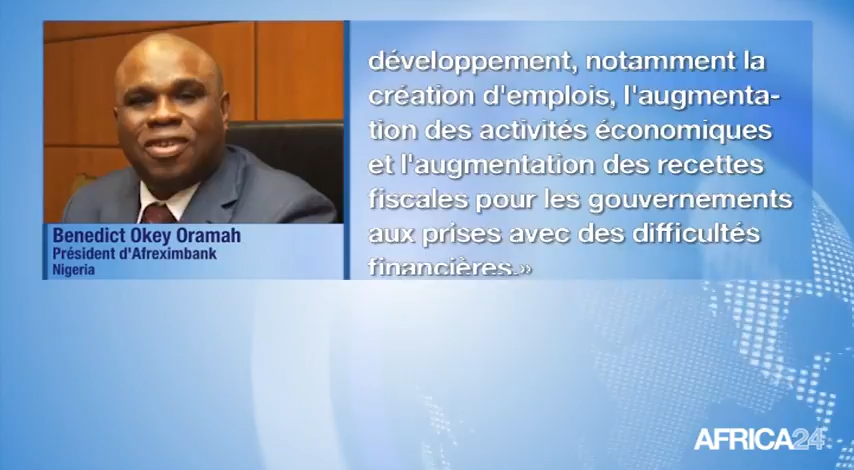 développement, notamment la
création d'emplois, l'augmenta-
tion des activités économiques
et l'augmentation des recettes
fiscales pour les gouvernements
aux prises avec des difficultés
financières.»
Benedict Okey Oramah
Président d'Afreximbank
Nigeria
AFRICA24